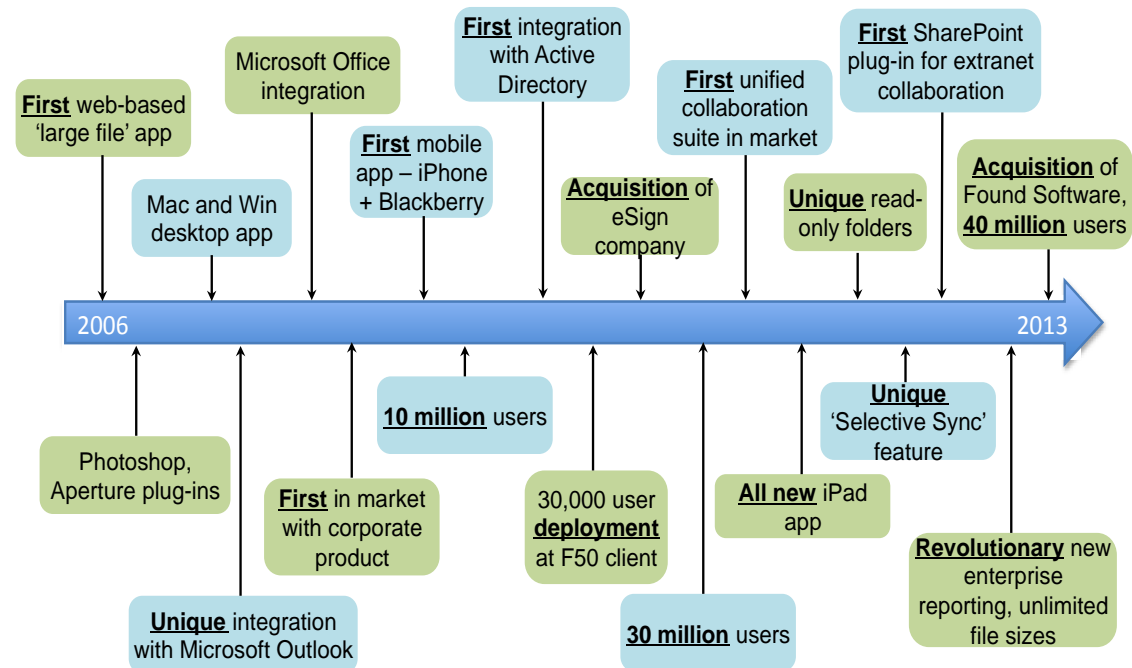 First web-based
‘large file’ app
Mac and Win
desktop app
Microsoft Office
integration
First mobile
app – iPhone
+ Blackberry
First integration
with Active
Directory
Acquisition of
eSign
company
First unified
collaboration
suite in market
Unique read-
only folders
First SharePoint
plug-in for extranet
collaboration
Acquisition of
Found Software,
40 million users
2006
2013
Photoshop,
Aperture plug-ins
Unique integration
with Microsoft Outlook
First in market
with corporate
product
10 million users
30,000 user
deployment
at F50 client
30 million users
All new iPad
app
Unique
‘Selective Sync’
feature
Revolutionary new
enterprise
reporting, unlimited
file sizes